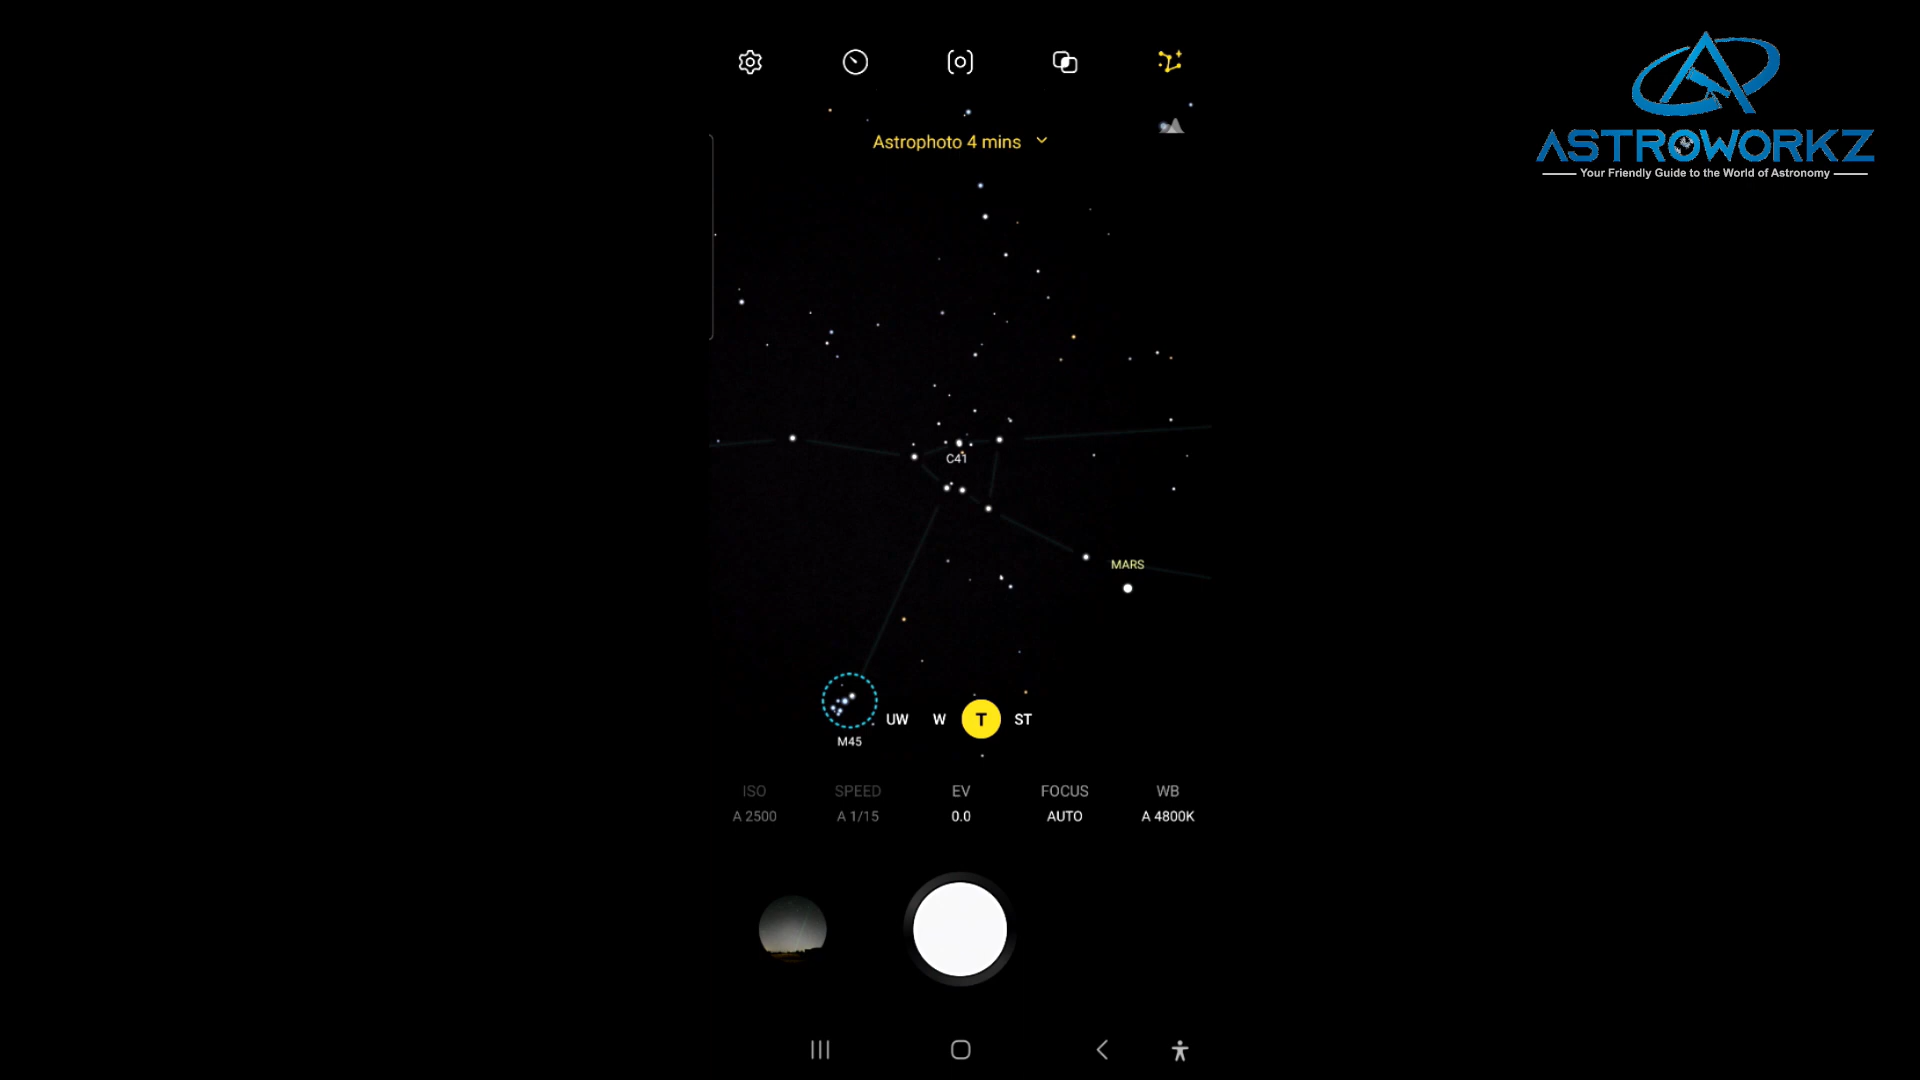 ASTROWORKZ
Your Friendly Guide to the World of Astronomy
Astrophoto 4 mins
C41
MARS
M45
UW W T ST
ISO SPEED EV FOCUS WB
A 2500 A 1/15 0.0 AUTO A 4800K